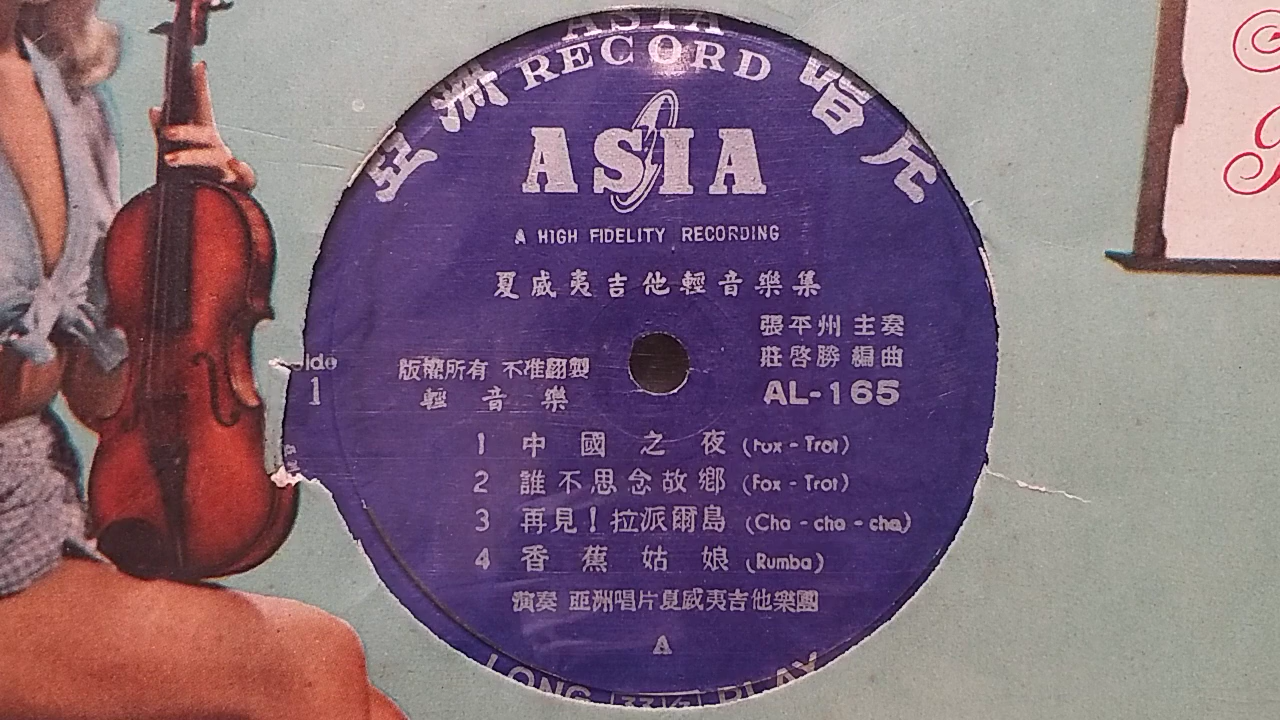 ASIA
RECORD
亞洲唱片
ASIA
A HIGH FIDELITY RECORDING
夏威夷吉他輕音樂集
張平州 主奏
莊啓勝 編曲
AL-165
Side
1
版權所有 不准翻製
輕音樂
1 中國之夜 (Fox - Trot)
2 誰不思念故鄉 (Fox - Trot)
3 再見！拉派爾島 (Cha - cha - cha)
4 香蕉姑娘 (Rumba)
演奏 亞洲唱片夏威夷吉他樂團
A
LONG 33⅓ PLAY